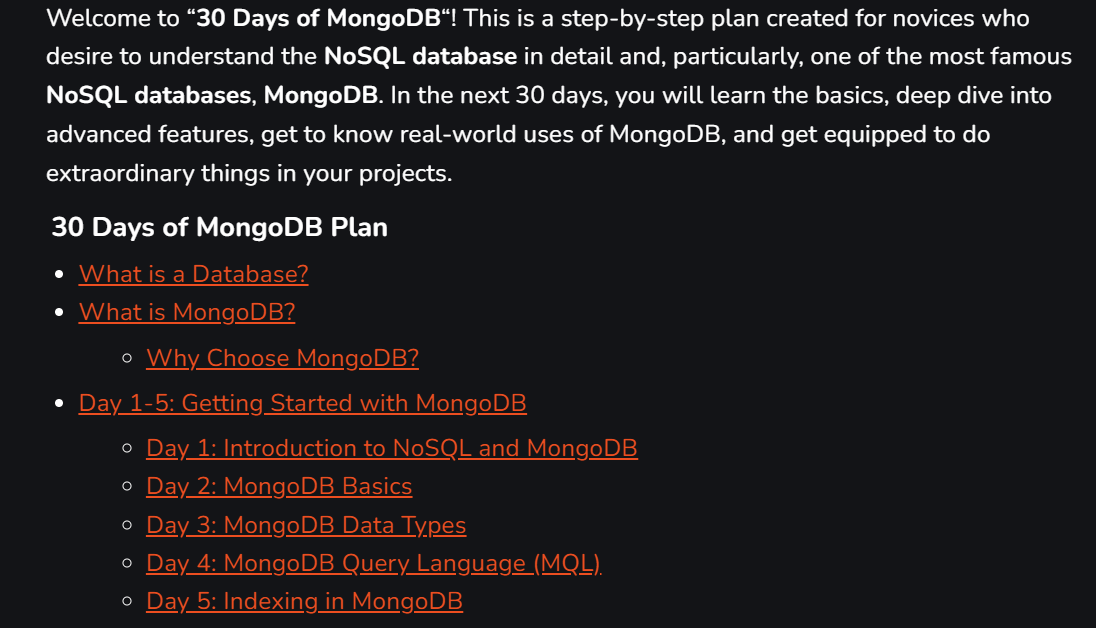 Welcome to “30 Days of MongoDB“! This is a step-by-step plan created for novices who
desire to understand the NoSQL database in detail and, particularly, one of the most famous
NoSQL databases, MongoDB. In the next 30 days, you will learn the basics, deep dive into
advanced features, get to know real-world uses of MongoDB, and get equipped to do
extraordinary things in your projects.
30 Days of MongoDB Plan
What is a Database?
What is MongoDB?
Why Choose MongoDB?
Day 1-5: Getting Started with MongoDB
Day 1: Introduction to NoSQL and MongoDB
Day 2: MongoDB Basics
Day 3: MongoDB Data Types
Day 4: MongoDB Query Language (MQL)
Day 5: Indexing in MongoDB